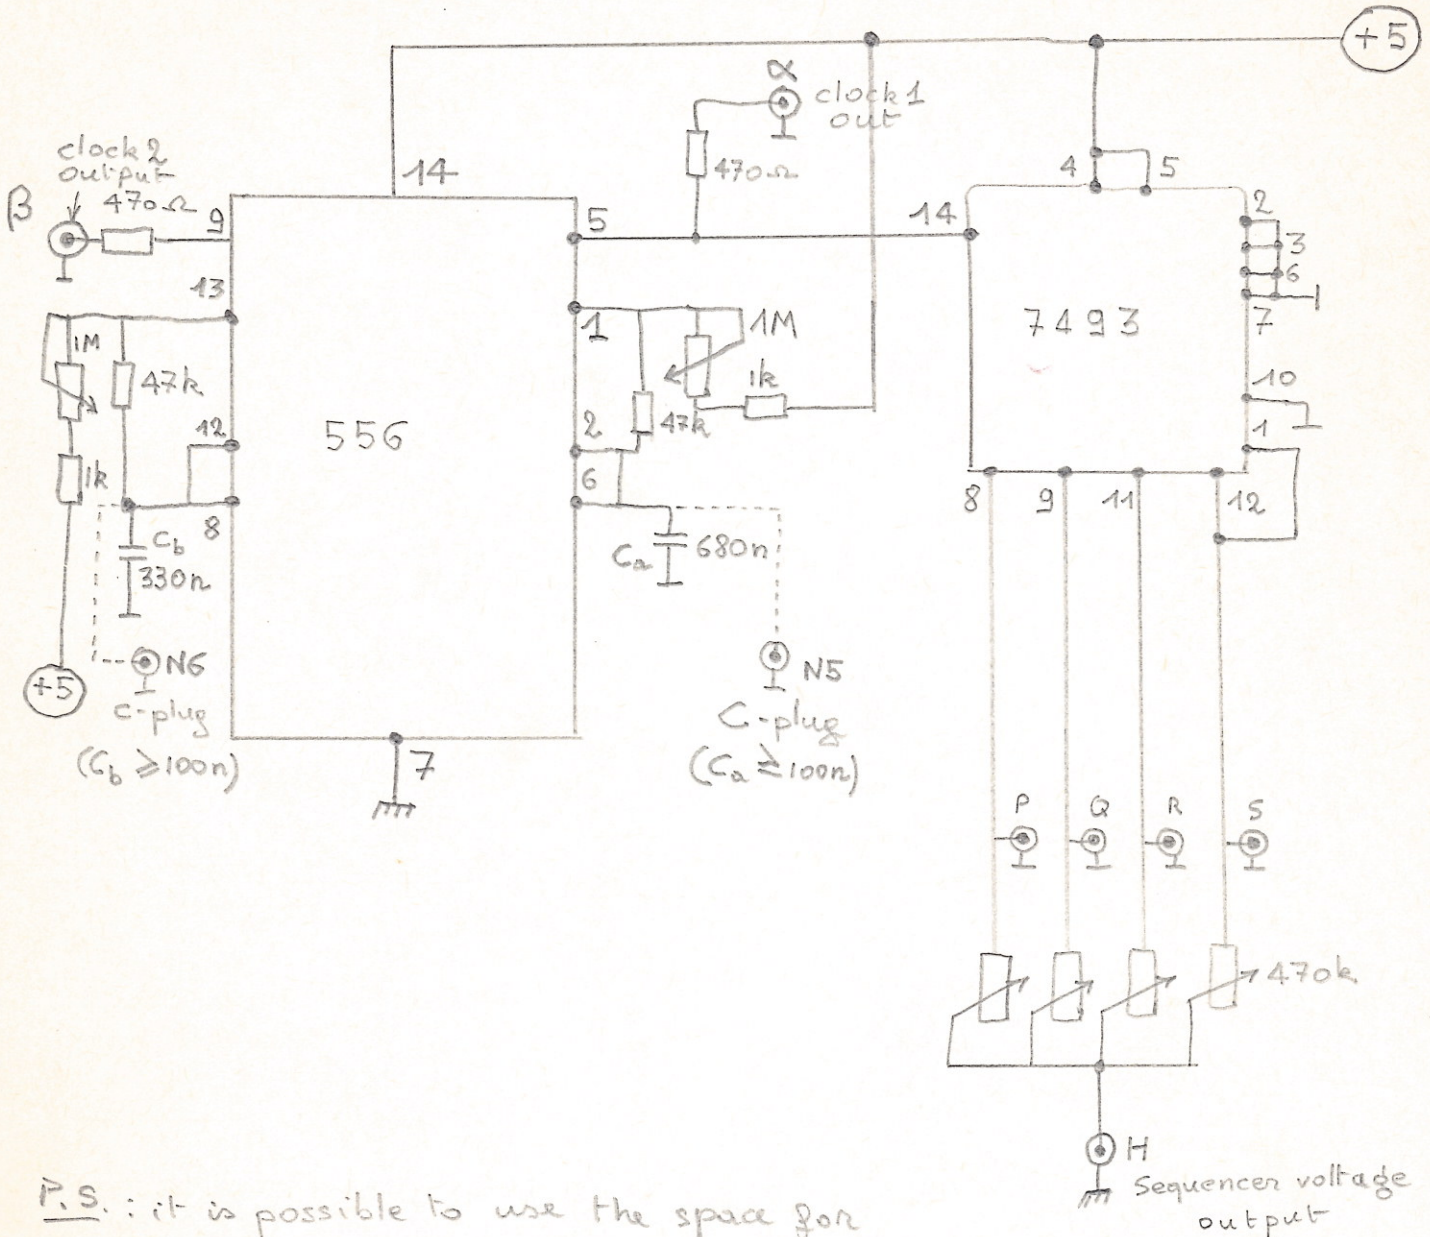 +5
α
clock 1
out
clock 2
output
14
470Ω
4
5
β
470Ω
9
5
14
2
3
13
6
1
1M
7
7493
1M
47k
1k
10
12
556
2
47k
1
1k
6
8
9
11
12
8
Cb
330n
Ca
680n
N6
N5
+5
c-plug
C-plug
(Cb ⩾100n)
7
(Ca ≥100n)
P
Q
R
S
470k
H
Sequencer voltage
output
P.S. : it is possible to use the space for